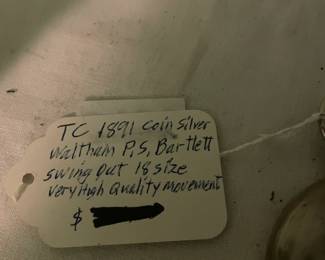 TC 1891 Coin Silver
Waltham P.S. Bartlett
Swing Out 18 size
Very High Quality movement
$